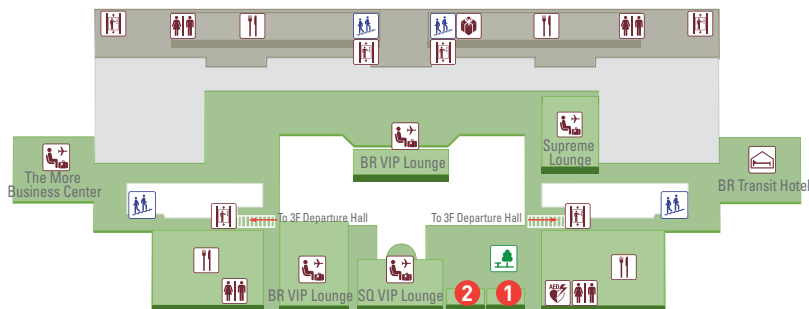 BR VIP Lounge
Supreme
Lounge
The More
Business Center
BR Transit Hotel
To 3F Departure Hall
To 3F Departure Hall
BR VIP Lounge
SQ VIP Lounge
2
1
AED